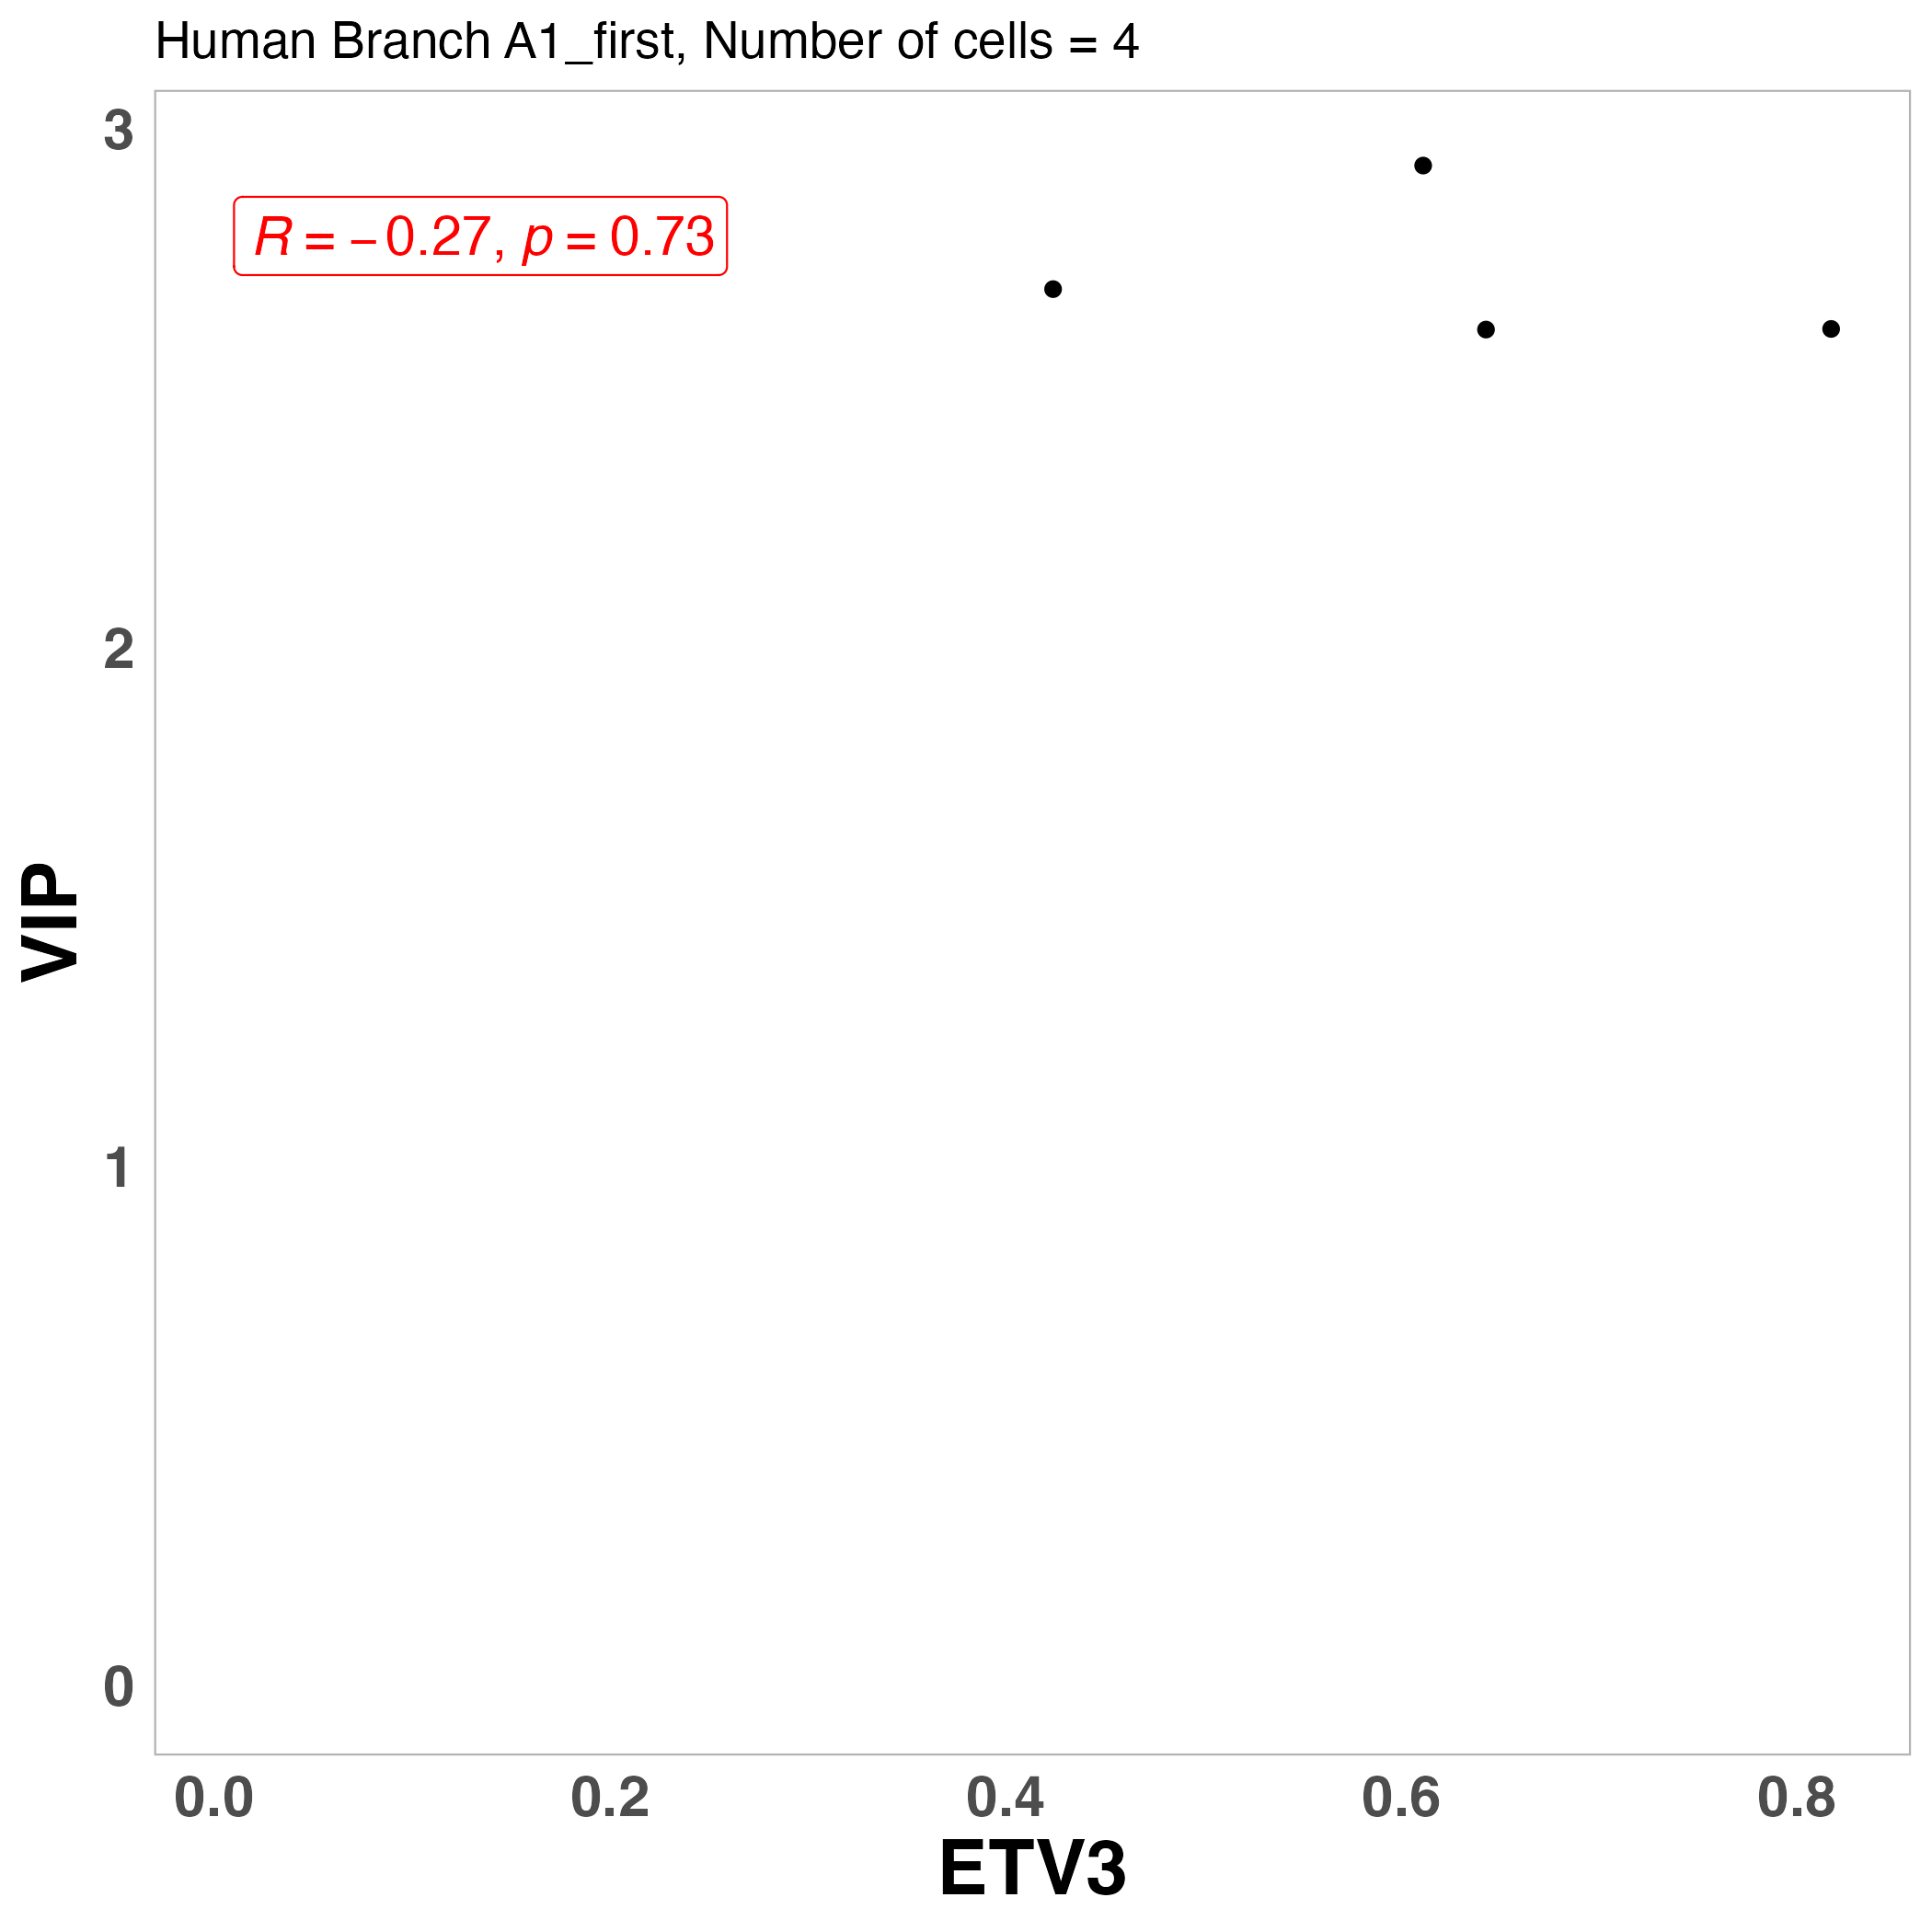 Human Branch A1_first, Number of cells = 4
3
R = −0.27, p = 0.73
2
VIP
1
0
0.0 0.2 0.4 0.6 0.8
ETV3